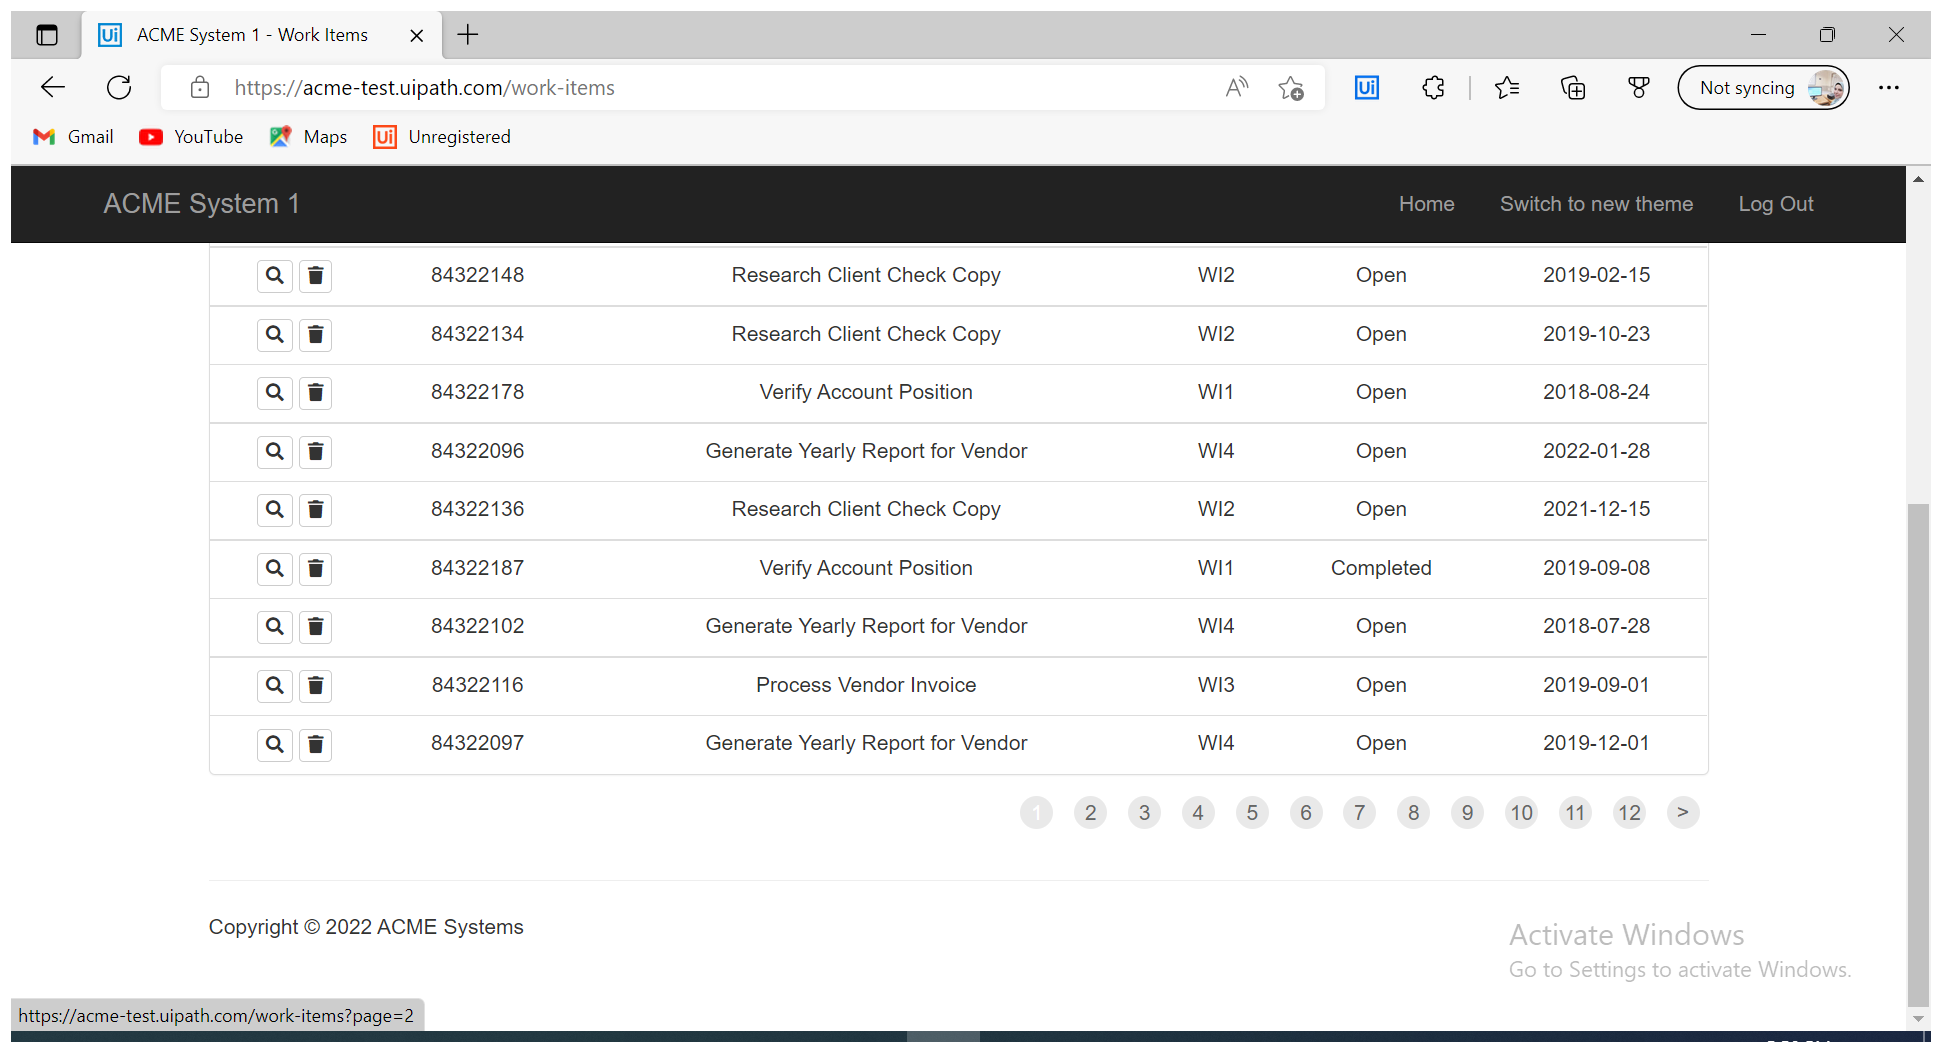 Ui ACME System 1 - Work Items
https://acme-test.uipath.com/work-items A Ui Not syncing
Gmail YouTube Maps Ui Unregistered
ACME System 1 Home Switch to new theme Log Out
84322148 Research Client Check Copy WI2 Open 2019-02-15
84322134 Research Client Check Copy WI2 Open 2019-10-23
84322178 Verify Account Position WI1 Open 2018-08-24
84322096 Generate Yearly Report for Vendor WI4 Open 2022-01-28
84322136 Research Client Check Copy WI2 Open 2021-12-15
84322187 Verify Account Position WI1 Completed 2019-09-08
84322102 Generate Yearly Report for Vendor WI4 Open 2018-07-28
84322116 Process Vendor Invoice WI3 Open 2019-09-01
84322097 Generate Yearly Report for Vendor WI4 Open 2019-12-01
1 2 3 4 5 6 7 8 9 10 11 12 >
Copyright © 2022 ACME Systems
Activate Windows
Go to Settings to activate Windows.
https://acme-test.uipath.com/work-items?page=2